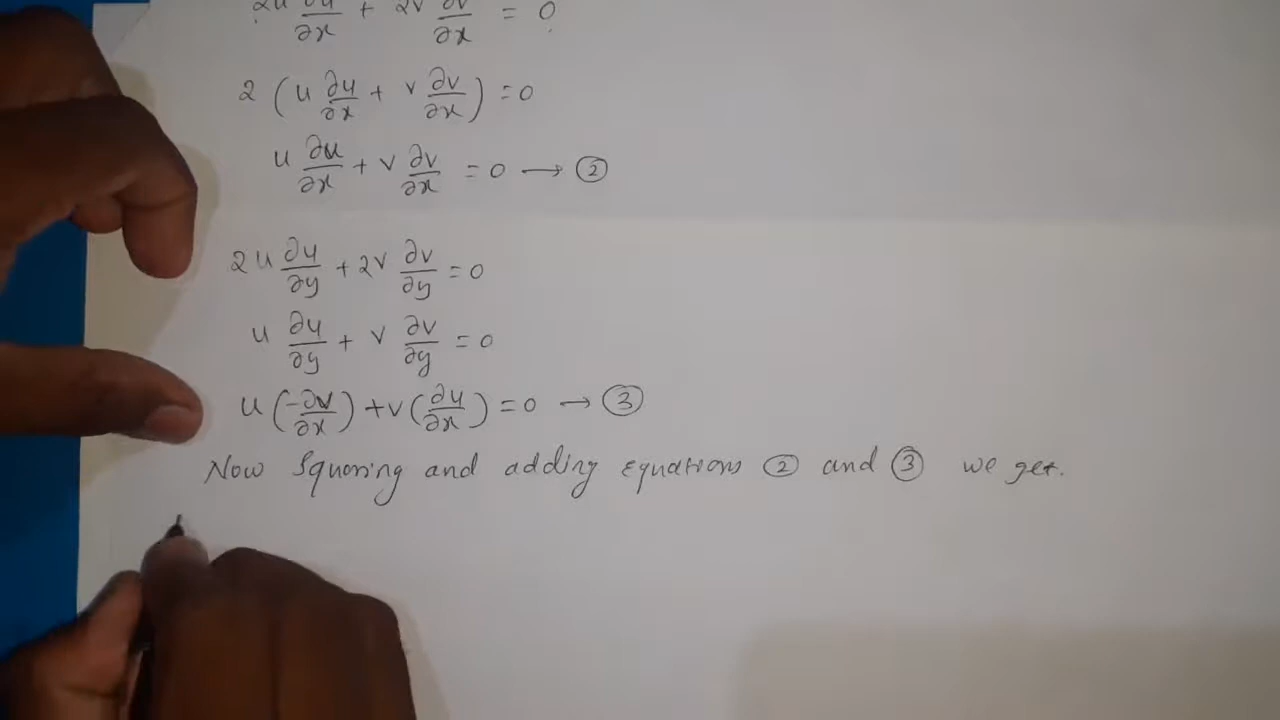 2u ∂u/∂x + 2v ∂v/∂x = 0
2 (u ∂u/∂x + v ∂v/∂x) = 0
u ∂u/∂x + v ∂v/∂x = 0 → ②
2u ∂u/∂y + 2v ∂v/∂y = 0
u ∂u/∂y + v ∂v/∂y = 0
u (-∂v/∂x) + v (∂u/∂x) = 0 → ③
Now Squaring and adding equations ② and ③ we get.